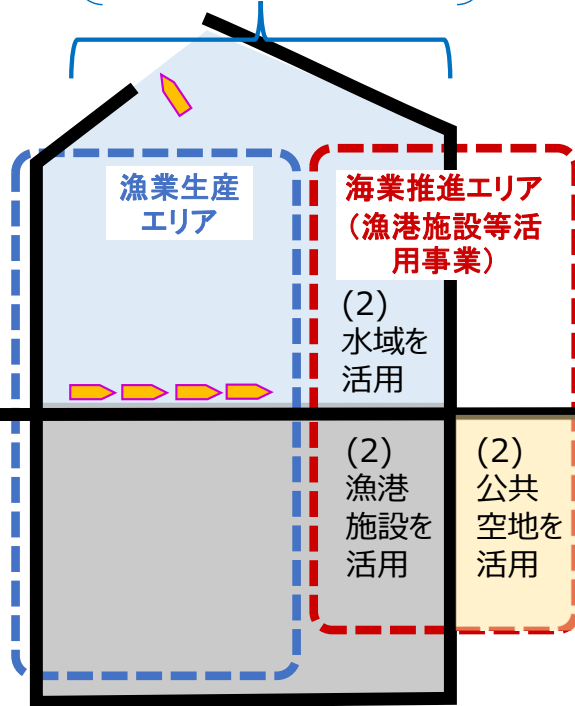 漁業生産
エリア
海業推進エリア
(漁港施設等活
用事業)
(2)
水域を
活用
(2)
漁港
施設を
活用
(2)
公共
空地を
活用